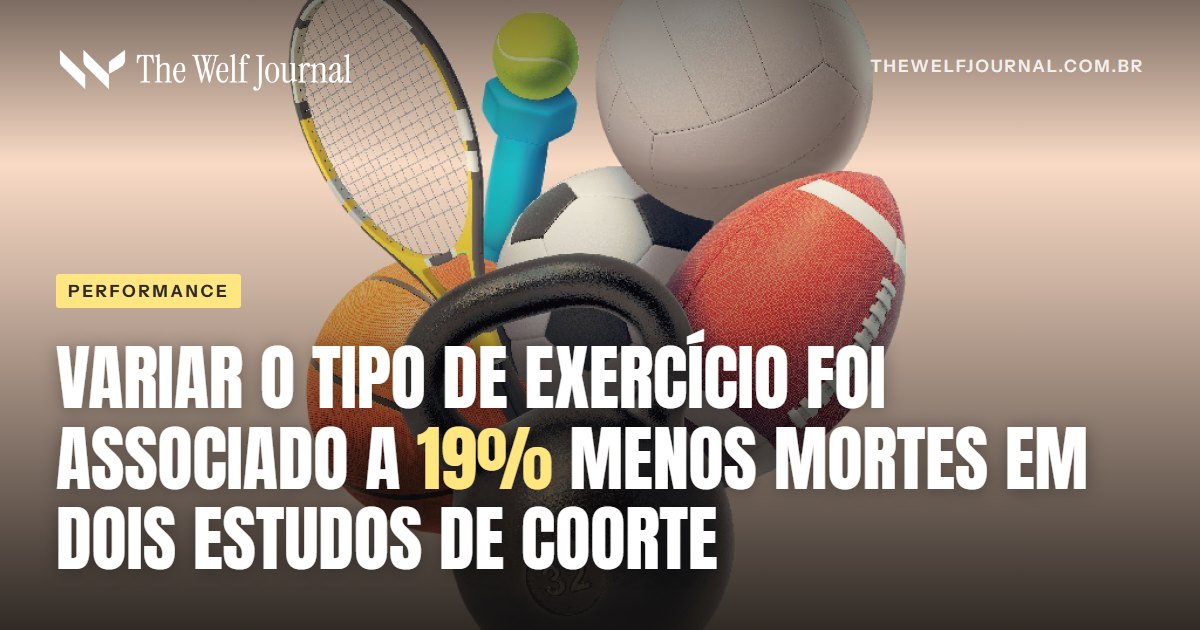 The Welf Journal
THEWELFJOURNAL.COM.BR
PERFORMANCE
VARIAR O TIPO DE EXERCÍCIO FOI
ASSOCIADO A 19% MENOS MORTES EM
DOIS ESTUDOS DE COORTE
32